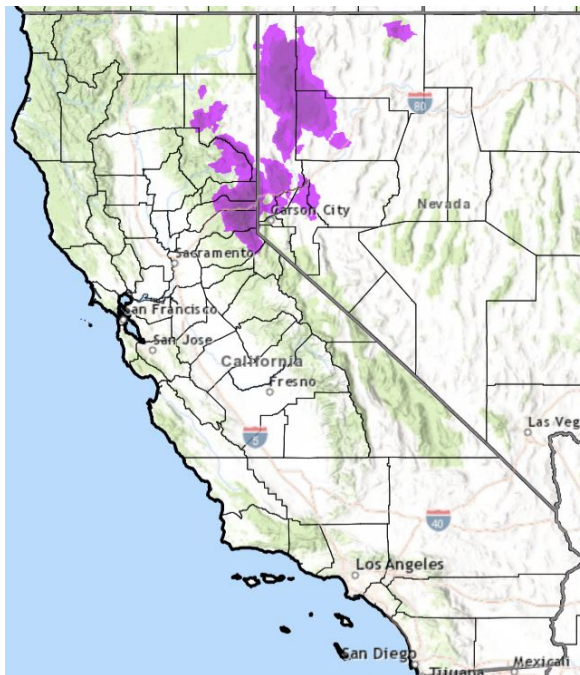 80
Nevada
Carson City
Sacramento
San Francisco
San Jose
California
Fresno
5
Las Veg
40
Los Angeles
San Diego
Tijuana
Mexicali